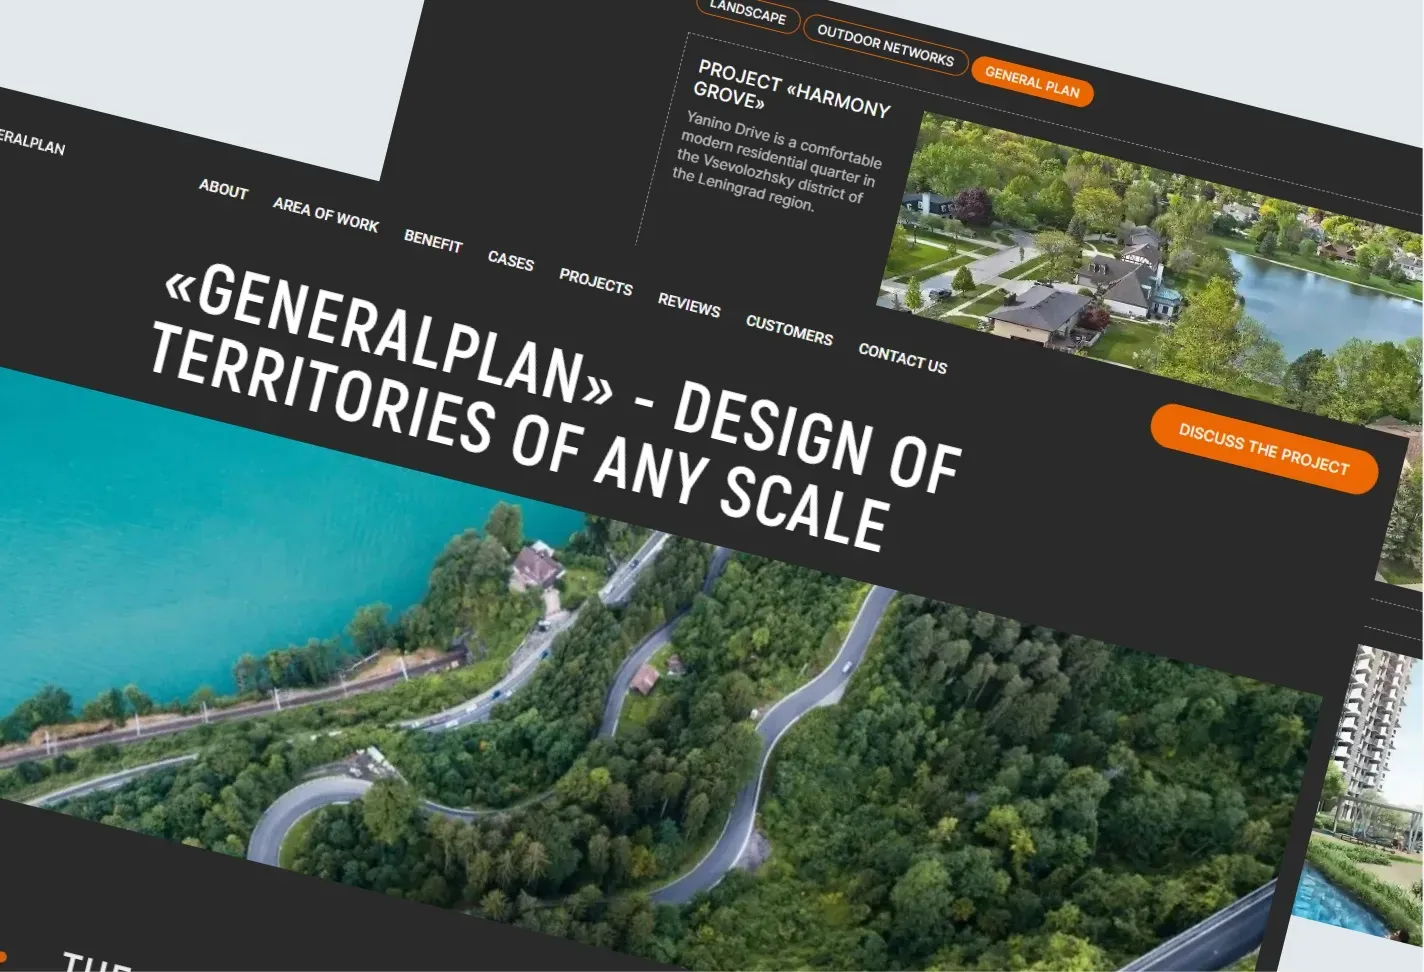 LANDSCAPE
OUTDOOR NETWORKS
GENERAL PLAN
PROJECT «HARMONY
GROVE»
Yanino Drive is a comfortable
modern residential quarter in
the Vsevolozhsky district of
the Leningrad region.
ERALPLAN
ABOUT
AREA OF WORK
BENEFIT
CASES
PROJECTS
REVIEWS
CUSTOMERS
CONTACT US
«GENERALPLAN» - DESIGN OF
TERRITORIES OF ANY SCALE
DISCUSS THE PROJECT
THE